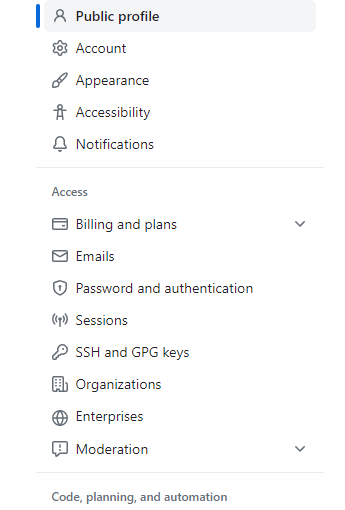 Public profile
Account
Appearance
Accessibility
Notifications
Access
Billing and plans
Emails
Password and authentication
Sessions
SSH and GPG keys
Organizations
Enterprises
Moderation
Code, planning, and automation